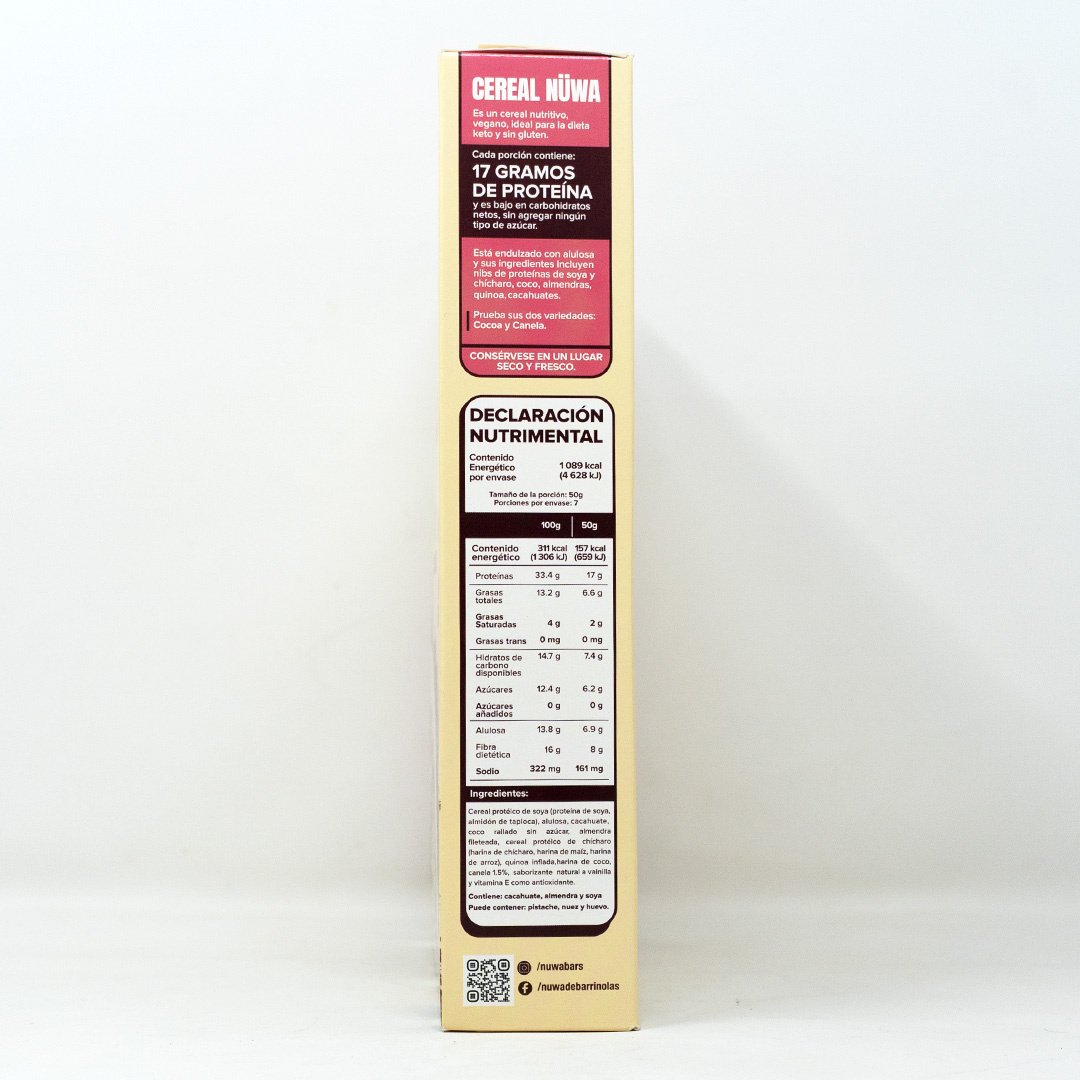 CEREAL NÜWA
Es un cereal nutritivo,
vegano, ideal para la dieta
keto y sin gluten.
Cada porción contiene:
17 GRAMOS
DE PROTEÍNA
y es bajo en carbohidratos
netos, sin agregar ningún
tipo de azúcar.
Está endulzado con alulosa
y sus ingredientes incluyen
nibs de proteínas de soya y
chícharo, coco, almendras,
quinoa, cacahuates.
Prueba sus dos variedades:
Cocoa y Canela.
CONSÉRVESE EN UN LUGAR
SECO Y FRESCO.
DECLARACIÓN
NUTRIMENTAL
Contenido
Energético
por envase
1 089 kcal
(4 628 kJ)
Tamaño de la porción: 50g
Porciones por envase: 7
100g 50g
Contenido 311 kcal 157 kcal
energético (1 306 kJ) (659 kJ)
Proteínas 33.4 g 17 g
Grasas 13.2 g 6.6 g
totales
Grasas
Saturadas 4 g 2 g
Grasas trans 0 mg 0 mg
Hidratos de 14.7 g 7.4 g
carbono
disponibles
Azúcares 12.4 g 6.2 g
Azúcares 0 g 0 g
añadidos
Alulosa 13.8 g 6.9 g
Fibra 16 g 8 g
dietética
Sodio 322 mg 161 mg
Ingredientes:
Cereal protéico de soya (proteína de soya,
almidón de tapioca), alulosa, cacahuate,
coco rallado sin azúcar, almendra
fileteada, cereal protéico de chícharo
(harina de chícharo, harina de maíz, harina
de arroz), quinoa inflada,harina de coco,
canela 1.5%, saborizante natural a vainilla
y vitamina E como antioxidante.
Contiene: cacahuate, almendra y soya
Puede contener: pistache, nuez y huevo.
/nuwabars
/nuwadebarrinolas